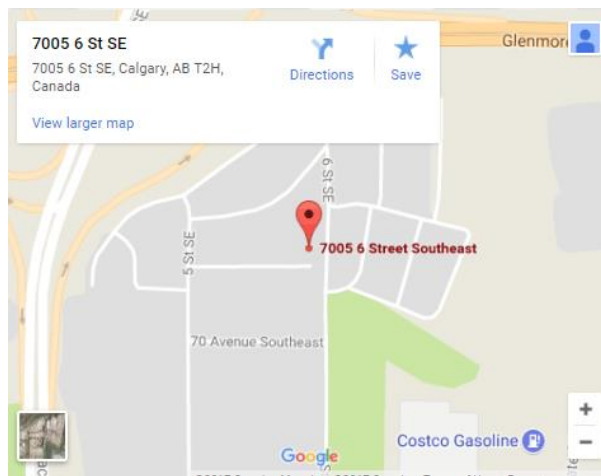 7005 6 St SE
7005 6 St SE, Calgary, AB T2H,
Canada
Directions
Save
View larger map
Glenmore
6 St SE
5 St SE
7005 6 Street Southeast
70 Avenue Southeast
+
−
Costco Gasoline
Google